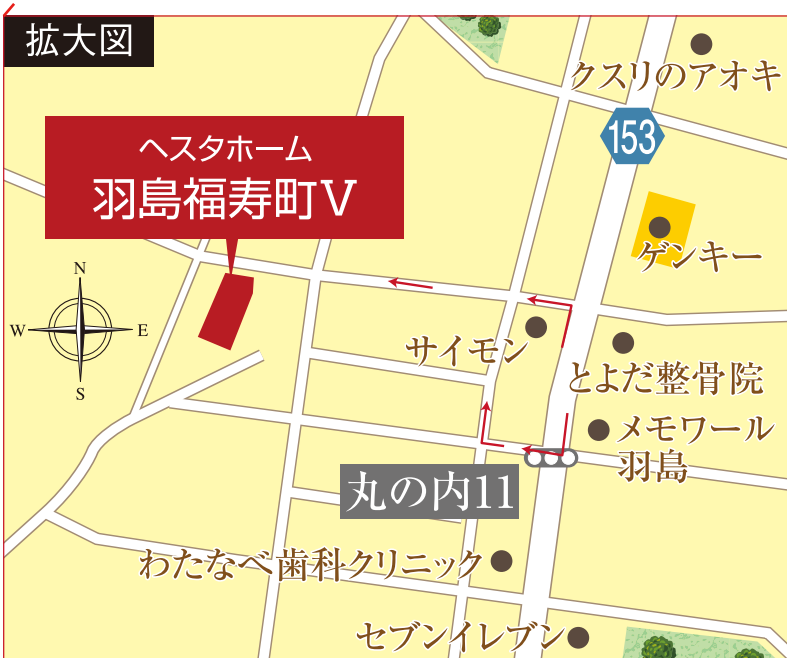 拡大図
クスリのアオキ
153
ヘスタホーム
羽島福寿町Ⅴ
ゲンキー
N
W
E
S
サイモン
とよだ整骨院
メモワール
羽島
丸の内11
わたなべ歯科クリニック
セブンイレブン